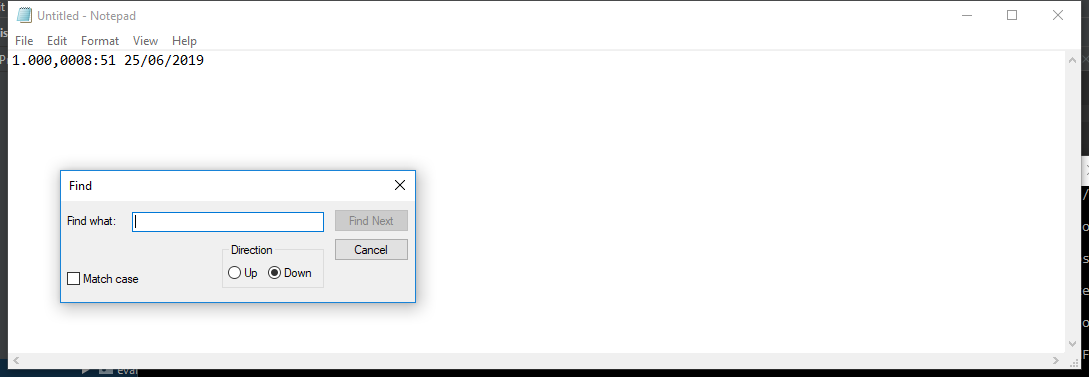 Untitled - Notepad
File Edit Format View Help
1.000,0008:51 25/06/2019
Find
Find what:
Find Next
Direction
Cancel
Up Down
Match case
eval